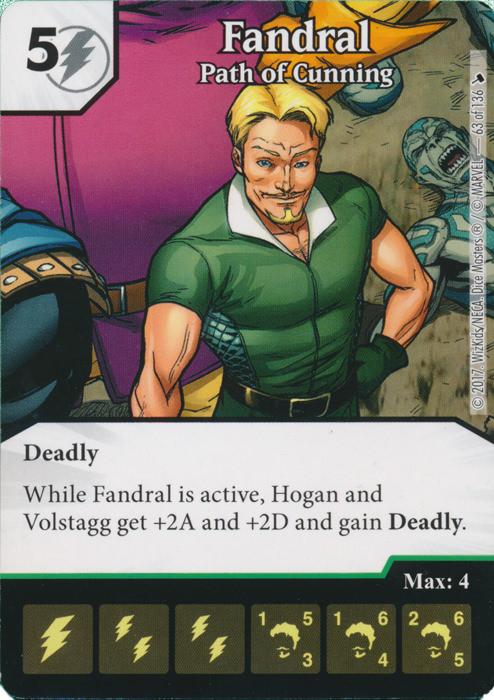 5
Fandral
Path of Cunning
© 2017. WizKids/NECA. Dice Masters ® / © MARVEL — 63 of 136
Deadly
While Fandral is active, Hogan and
Volstagg get +2A and +2D and gain Deadly.
Max: 4
1 5 3
1 6 4
2 6 5